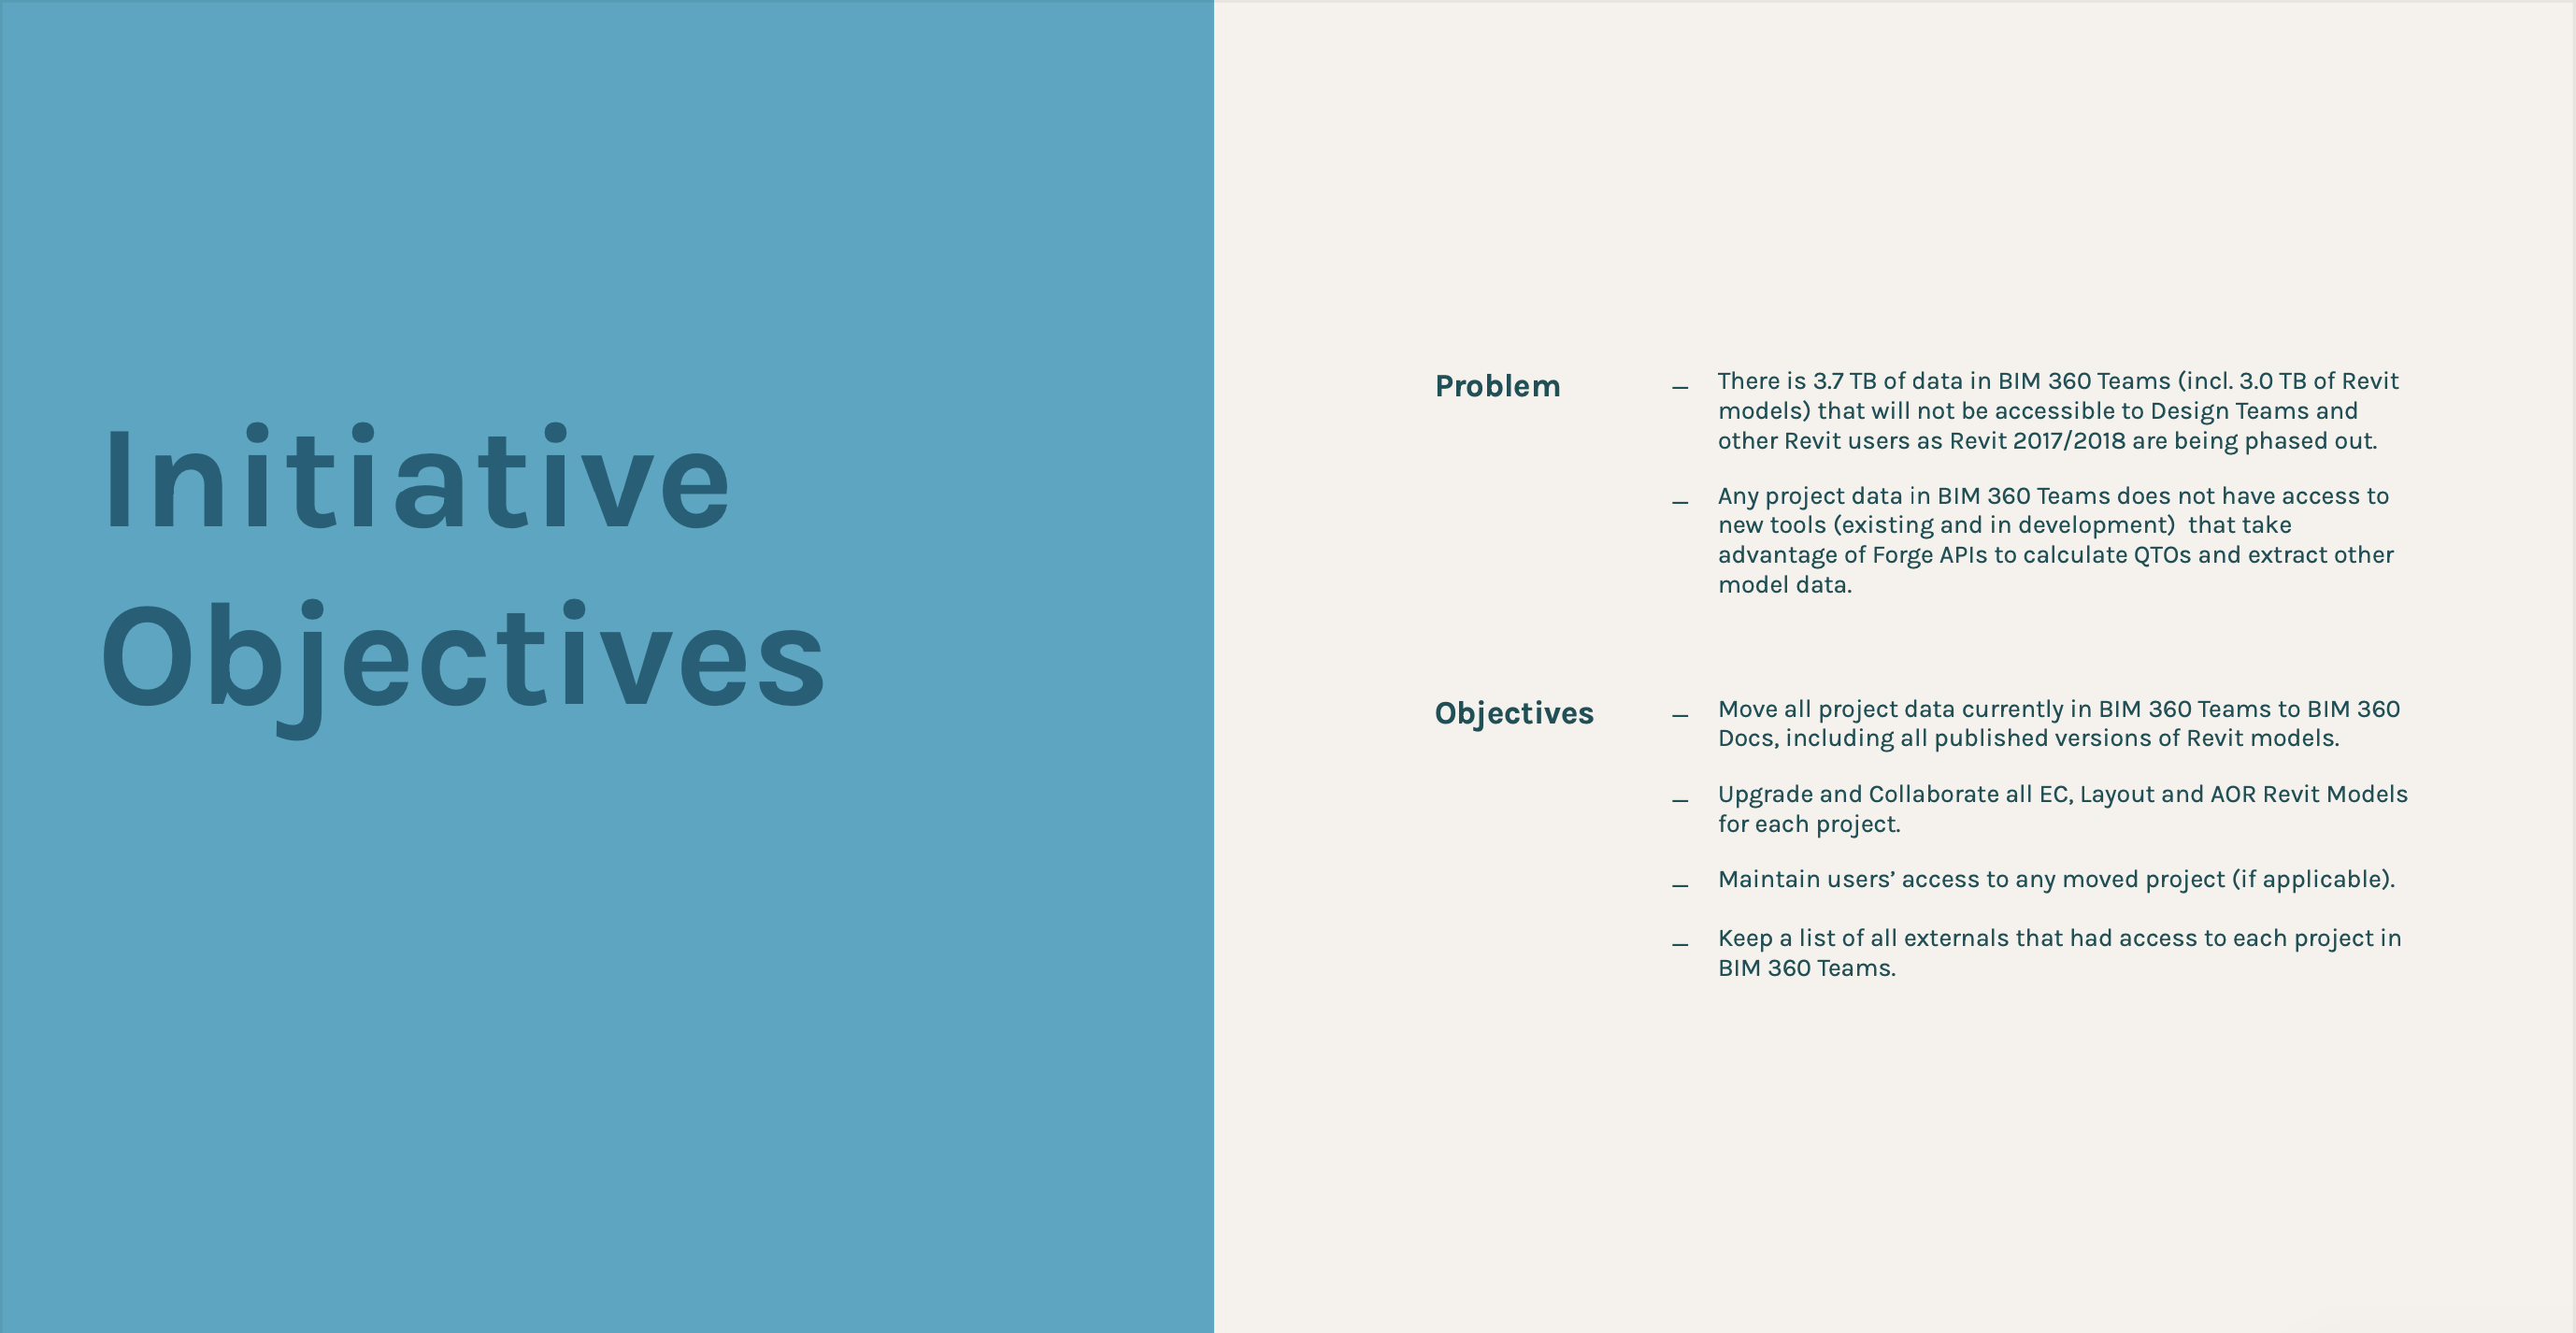 Initiative
Objectives
Problem
– There is 3.7 TB of data in BIM 360 Teams (incl. 3.0 TB of Revit
models) that will not be accessible to Design Teams and
other Revit users as Revit 2017/2018 are being phased out.
– Any project data in BIM 360 Teams does not have access to
new tools (existing and in development)  that take
advantage of Forge APIs to calculate QTOs and extract other
model data.
Objectives
– Move all project data currently in BIM 360 Teams to BIM 360
Docs, including all published versions of Revit models.
– Upgrade and Collaborate all EC, Layout and AOR Revit Models
for each project.
– Maintain users’ access to any moved project (if applicable).
– Keep a list of all externals that had access to each project in
BIM 360 Teams.